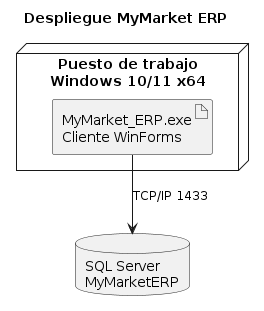 Despliegue MyMarket ERP
Puesto de trabajo
Windows 10/11 x64
MyMarket_ERP.exe
Cliente WinForms
TCP/IP 1433
SQL Server
MyMarketERP